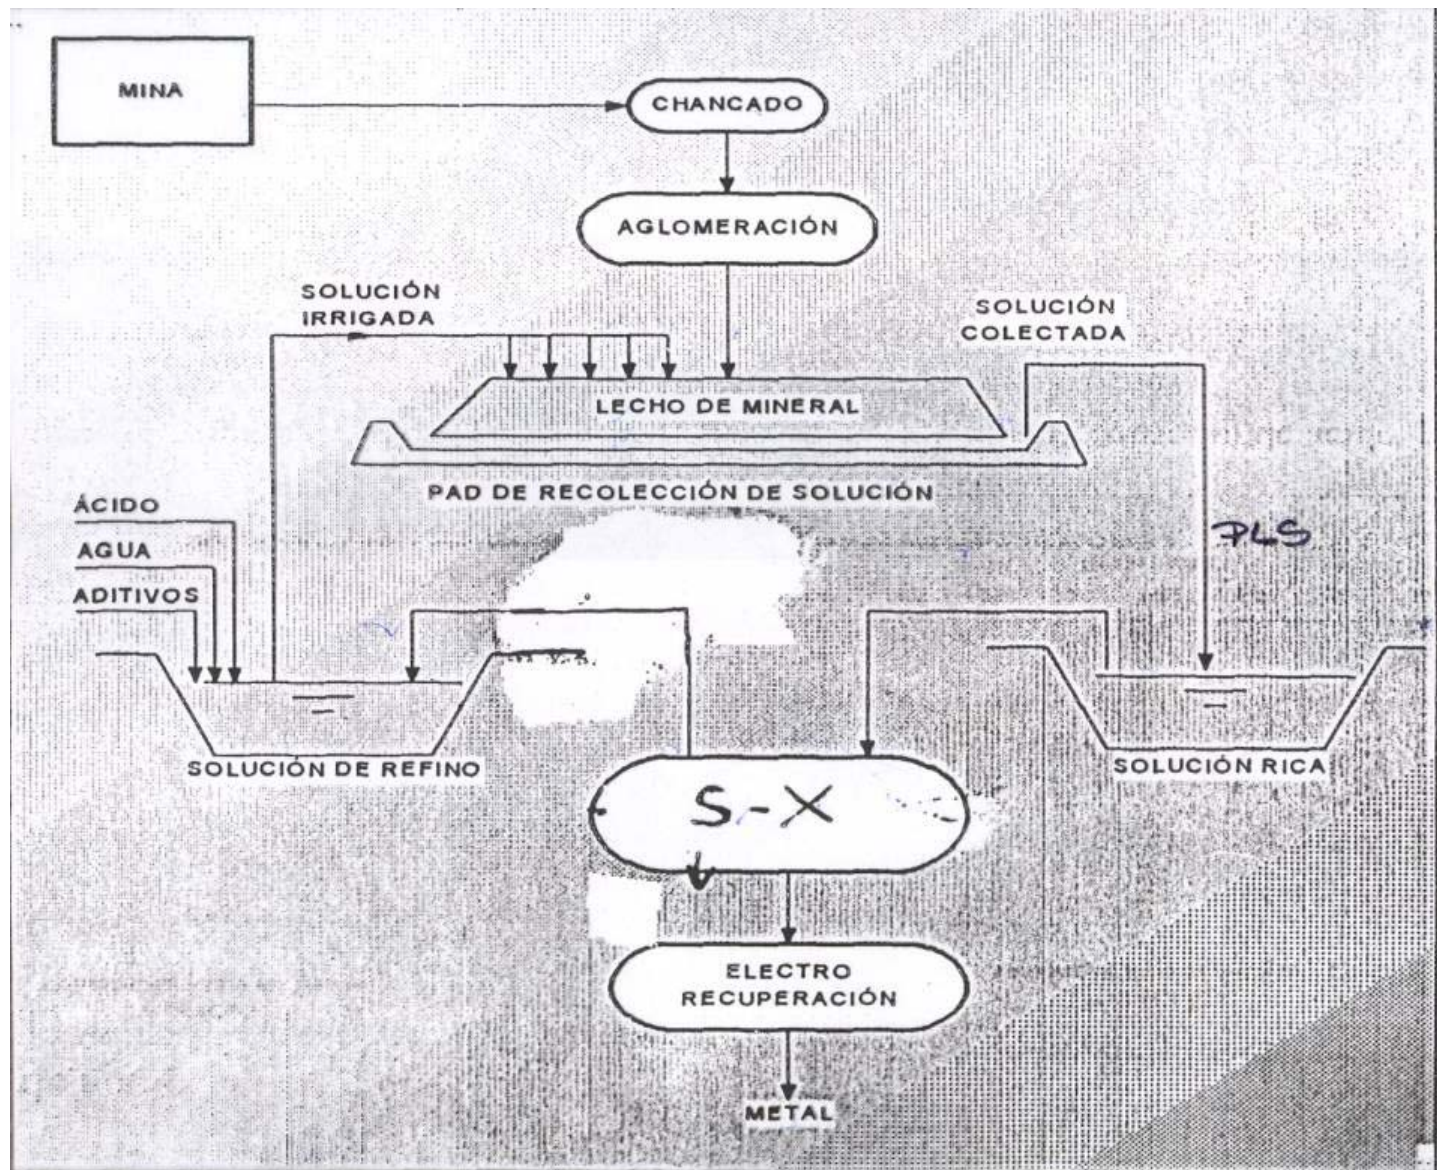 MINA
CHANCADO
AGLOMERACIÓN
SOLUCIÓN
IRRIGADA
SOLUCIÓN
COLECTADA
LECHO DE MINERAL
PAD DE RECOLECCIÓN DE SOLUCIÓN
ÁCIDO
AGUA
ADITIVOS
PLS
SOLUCIÓN DE REFINO
SOLUCIÓN RICA
S-X
ELECTRO
RECUPERACIÓN
METAL